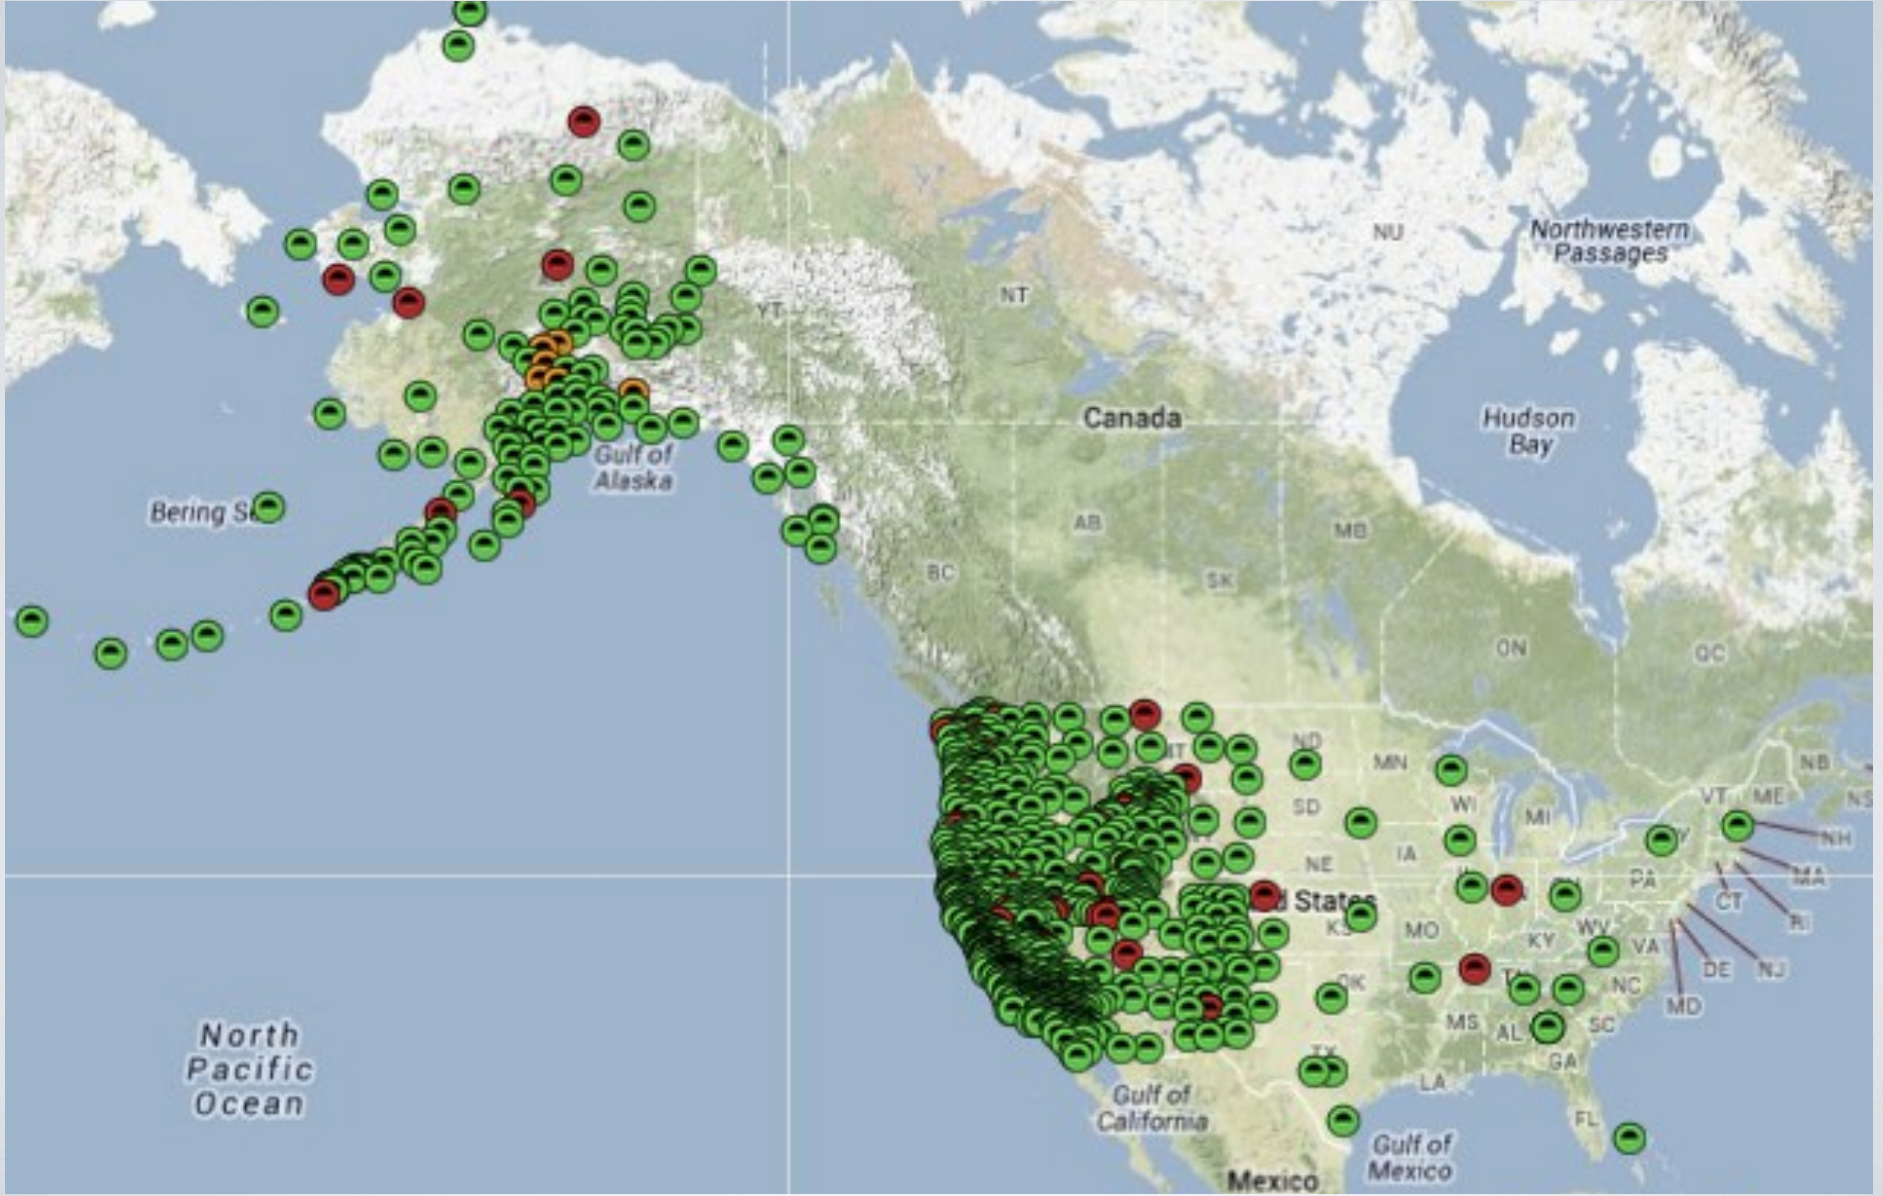 NU
Northwestern
Passages
NT
YT
Canada
Hudson
Bay
Gulf of
Alaska
Bering Se
AB
MB
BC
SK
ON
QC
ND
MN
NB
WI
VT
ME
NS
SD
MI
NH
IA
NE
PA
MA
CT
d States
RI
KS
MO
WV
KY
VA
DE
NJ
OK
NC
MD
MS
AL
SC
North
Pacific
Ocean
TX
GA
LA
Gulf of
California
FL
Gulf of
Mexico
Mexico